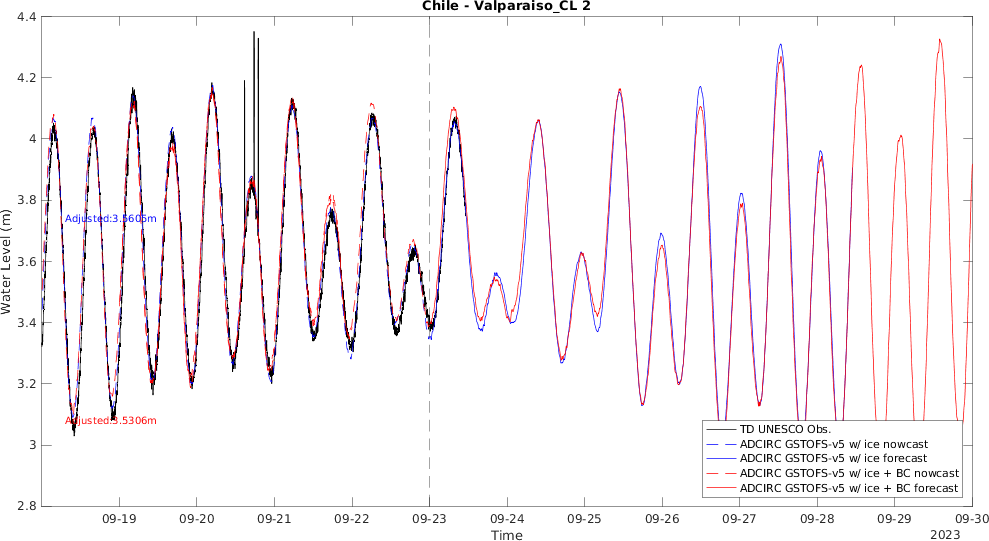 Chile - Valparaiso_CL 2
4.4
4.2
4
3.8
3.6
3.4
3.2
3
2.8
Water Level (m)
Adjusted:3.5605m
Adjusted:3.5306m
TD UNESCO Obs.
ADCIRC GSTOFS-v5 w/ ice nowcast
ADCIRC GSTOFS-v5 w/ ice forecast
ADCIRC GSTOFS-v5 w/ ice + BC nowcast
ADCIRC GSTOFS-v5 w/ ice + BC forecast
09-19 09-20 09-21 09-22 09-23 09-24 09-25 09-26 09-27 09-28 09-29 09-30
Time
2023